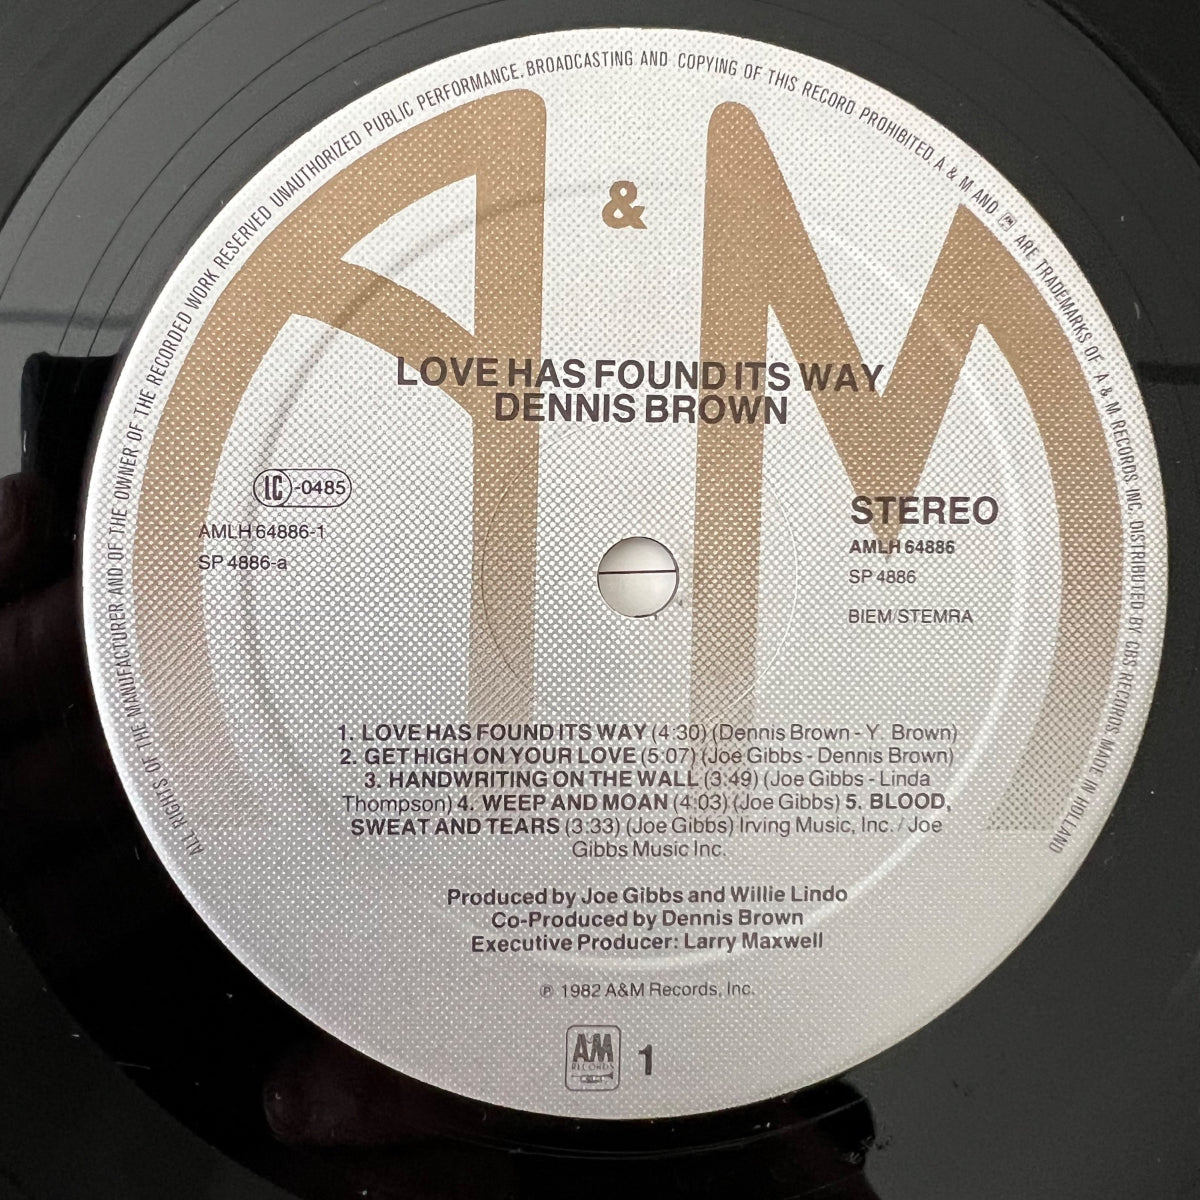 ALL RIGHTS OF THE MANUFACTURER AND OF THE OWNER OF THE RECORDED WORK RESERVED UNAUTHORIZED PUBLIC PERFORMANCE, BROADCASTING AND COPYING OF THIS RECORD PROHIBITED. A & M AND AM ARE TRADEMARKS OF A & M RECORDS INC. DISTRIBUTED BY CBS RECORDS MADE IN HOLLAND
A & M
LOVE HAS FOUND ITS WAY
DENNIS BROWN
LC -0485
AMLH 64886-1
SP 4886-a
STEREO
AMLH 64886
SP 4886
BIEM/STEMRA
1. LOVE HAS FOUND ITS WAY (4:30) (Dennis Brown - Y. Brown)
2. GET HIGH ON YOUR LOVE (5:07) (Joe Gibbs - Dennis Brown)
3. HANDWRITING ON THE WALL (3:49) (Joe Gibbs - Linda
Thompson) 4. WEEP AND MOAN (4:03) (Joe Gibbs) 5. BLOOD,
SWEAT AND TEARS (3:33) (Joe Gibbs) Irving Music, Inc. / Joe
Gibbs Music Inc.
Produced by Joe Gibbs and Willie Lindo
Co-Produced by Dennis Brown
Executive Producer: Larry Maxwell
℗ 1982 A&M Records, Inc.
AM
RECORDS
1